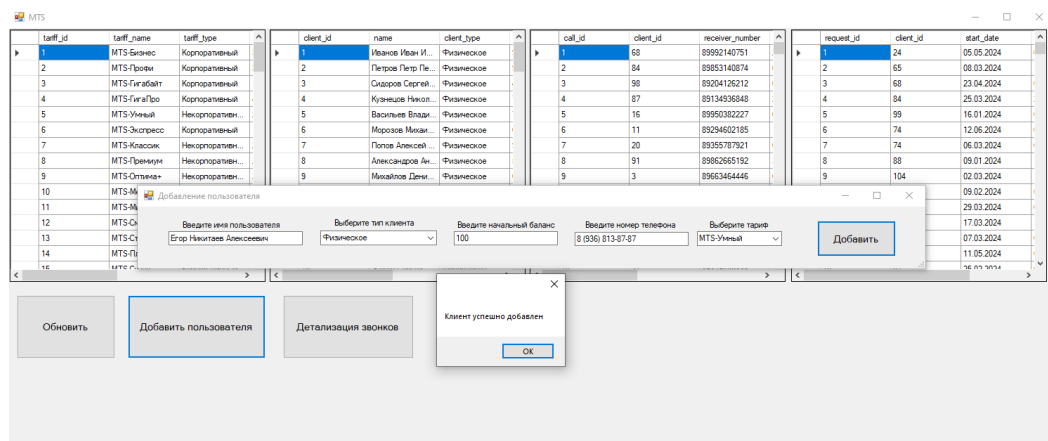 MTS
tariff_id tariff_name tariff_type
1 МТS-Бизнес Корпоративный
2 МТS-Профи Корпоративный
3 МТS-Гигабайт Корпоративный
4 МТS-ГигаПро Корпоративный
5 МТS-Умный Некорпоративн...
6 МТS-Экспресс Корпоративный
7 МТS-Классик Некорпоративн...
8 МТS-Премиум Некорпоративн...
9 МТS-Оптима+ Некорпоративн...
10
11
12
13
14
client_id name client_type
1 Иванов Иван И... Физическое
2 Петров Петр Пе... Физическое
3 Сидоров Сергей... Физическое
4 Кузнецов Никол... Физическое
5 Васильев Влади... Физическое
6 Морозов Михаи... Физическое
7 Попов Алексей ... Физическое
8 Александров Ан... Физическое
9 Михайлов Дени... Физическое
call_id client_id receiver_number
1 68 89992140751
2 84 89853140874
3 98 89204126212
4 87 89134936848
5 16 89950382227
6 11 89294602185
7 20 89355787921
8 91 89862665192
9 3 89663464446
request_id client_id start_date
1 24 05.05.2024
2 65 08.03.2024
3 68 23.04.2024
4 84 25.03.2024
5 99 16.01.2024
6 74 12.06.2024
7 74 06.03.2024
8 88 09.01.2024
9 104 02.03.2024
09.02.2024
29.03.2024
17.03.2024
07.03.2024
11.05.2024
Добавление пользователя
Введите имя пользователя
Егор Никитаев Алексеевич
Выберите тип клиента
Физическое
Введите начальный баланс
100
Введите номер телефона
8 (936) 813-87-87
Выберите тариф
МТS-Умный
Добавить
Клиент успешно добавлен
OK
Обновить
Добавить пользователя
Детализация звонков